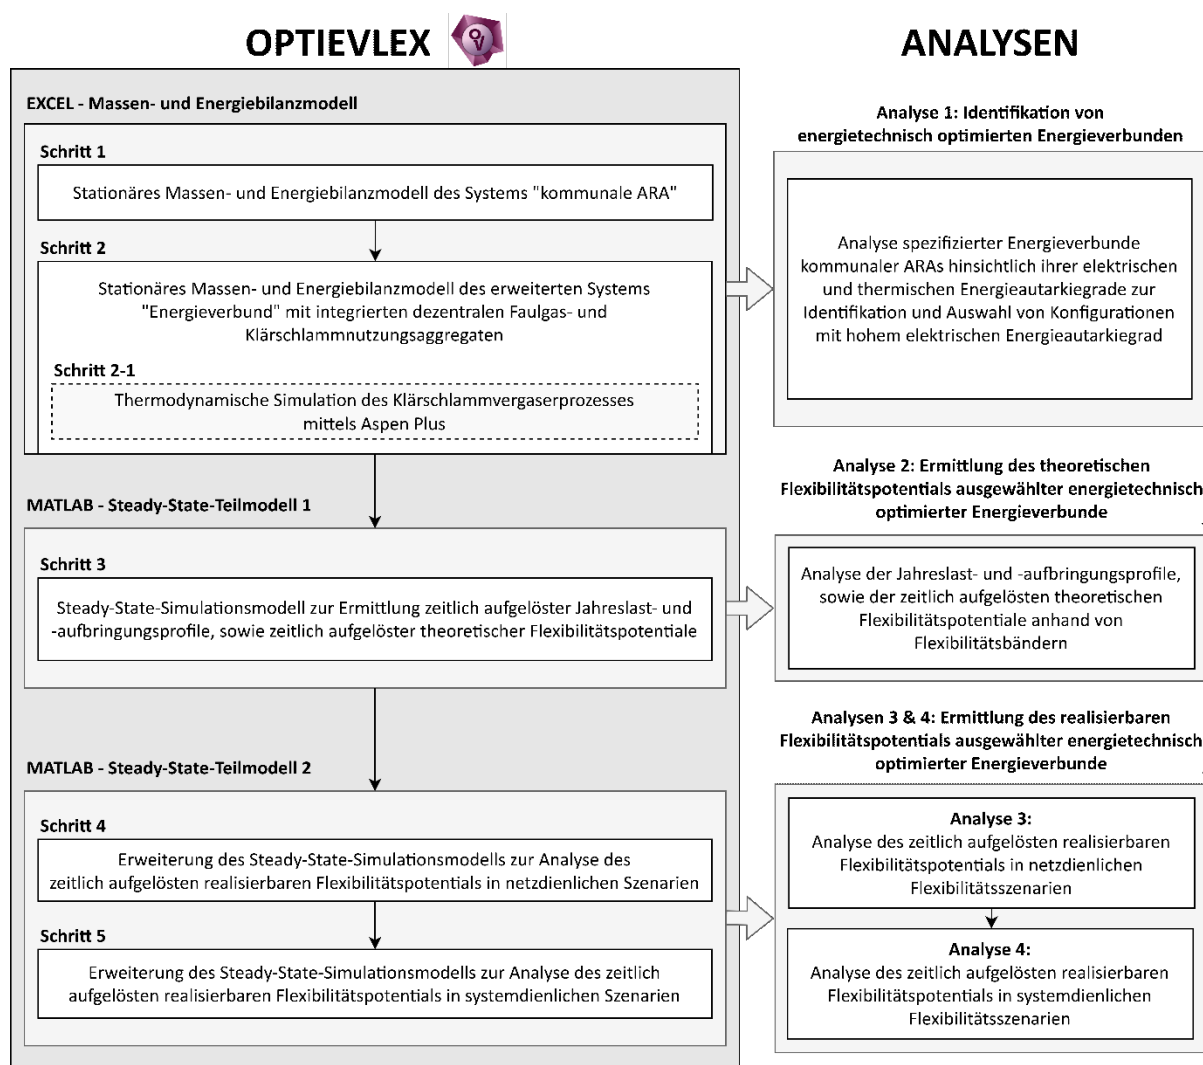 OPTIEVLEX
OV
ANALYSEN
EXCEL - Massen- und Energiebilanzmodell
Schritt 1
Stationäres Massen- und Energiebilanzmodell des Systems "kommunale ARA"
Schritt 2
Stationäres Massen- und Energiebilanzmodell des erweiterten Systems
"Energieverbund" mit integrierten dezentralen Faulgas- und
Klärschlammnutzungsaggregaten
Schritt 2-1
Thermodynamische Simulation des Klärschlammvergaserprozesses
mittels Aspen Plus
Analyse 1: Identifikation von
energietechnisch optimierten Energieverbunden
Analyse spezifizierter Energieverbunde
kommunaler ARAs hinsichtlich ihrer elektrischen
und thermischen Energieautarkiegrade zur
Identifikation und Auswahl von Konfigurationen
mit hohem elektrischen Energieautarkiegrad
MATLAB - Steady-State-Teilmodell 1
Schritt 3
Steady-State-Simulationsmodell zur Ermittlung zeitlich aufgelöster Jahreslast- und
-aufbringungsprofile, sowie zeitlich aufgelöster theoretischer Flexibilitätspotentiale
Analyse 2: Ermittlung des theoretischen
Flexibilitätspotentials ausgewählter energietechnisch
optimierter Energieverbunde
Analyse der Jahreslast- und -aufbringungsprofile,
sowie der zeitlich aufgelösten theoretischen
Flexibilitätspotentiale anhand von
Flexibilitätsbändern
MATLAB - Steady-State-Teilmodell 2
Schritt 4
Erweiterung des Steady-State-Simulationsmodells zur Analyse des
zeitlich aufgelösten realisierbaren Flexibilitätspotentials in netzdienlichen Szenarien
Schritt 5
Erweiterung des Steady-State-Simulationsmodells zur Analyse des zeitlich
aufgelösten realisierbaren Flexibilitätspotentials in systemdienlichen Szenarien
Analysen 3 & 4: Ermittlung des realisierbaren
Flexibilitätspotentials ausgewählter energietechnisch
optimierter Energieverbunde
Analyse 3:
Analyse des zeitlich aufgelösten realisierbaren
Flexibilitätspotentials in netzdienlichen
Flexibilitätsszenarien
Analyse 4:
Analyse des zeitlich aufgelösten realisierbaren
Flexibilitätspotentials in systemdienlichen
Flexibilitätsszenarien